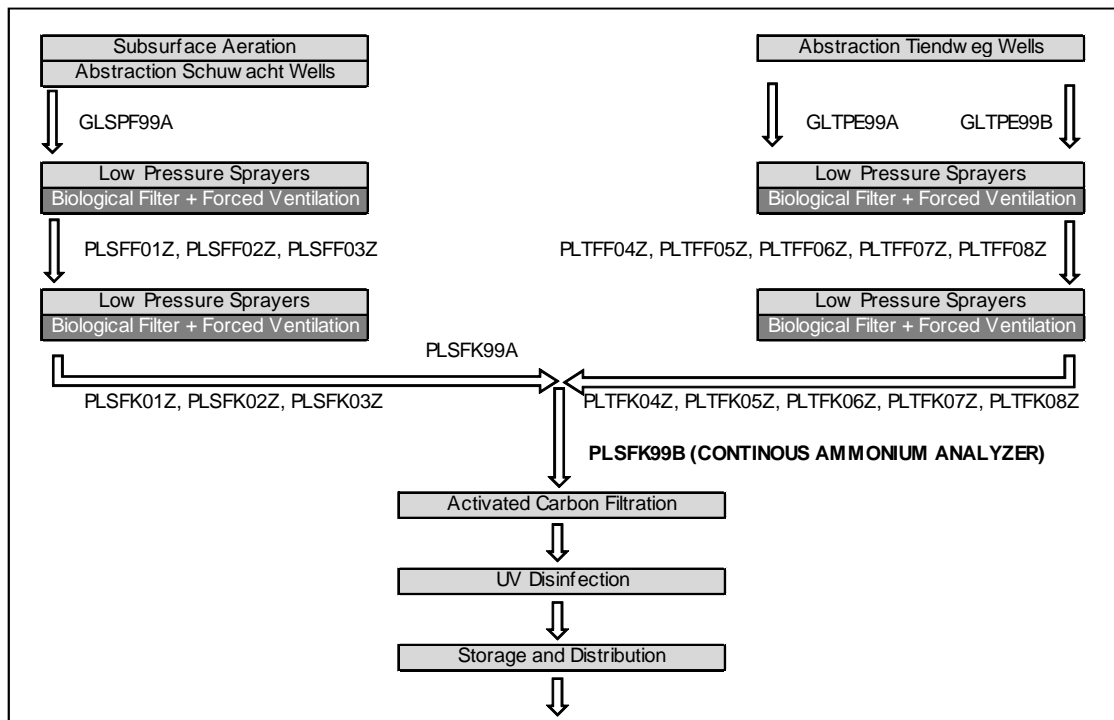 Subsurface Aeration
Abstraction Schuwacht Wells
Abstraction Tiendweg Wells
GLSPF99A
GLTPE99A
GLTPE99B
Low Pressure Sprayers
Biological Filter + Forced Ventilation
Low Pressure Sprayers
Biological Filter + Forced Ventilation
PLSFF01Z, PLSFF02Z, PLSFF03Z
PLTFF04Z, PLTFF05Z, PLTFF06Z, PLTFF07Z, PLTFF08Z
Low Pressure Sprayers
Biological Filter + Forced Ventilation
Low Pressure Sprayers
Biological Filter + Forced Ventilation
PLSFK99A
PLSFK01Z, PLSFK02Z, PLSFK03Z
PLTFK04Z, PLTFK05Z, PLTFK06Z, PLTFK07Z, PLTFK08Z
PLSFK99B (CONTINOUS AMMONIUM ANALYZER)
Activated Carbon Filtration
UV Disinfection
Storage and Distribution